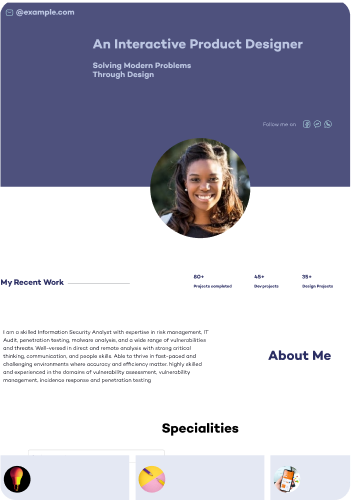 @example.com
An Interactive Product Designer
Solving Modern Problems
Through Design
Follow me on
My Recent Work
80+
Projects completed
45+
Dev projects
35+
Design Projects
I am a skilled Information Security Analyst with expertise in risk management, IT
Audit, penetration testing, malware analysis, and a wide range of vulnerabilities
and threats. Well-versed in direct and remote analysis with strong critical
thinking, communication, and people skills. Able to thrive in fast-paced and
challenging environments where accuracy and efficiency matter. highly skilled
and experienced in the domains of vulnerability assessment, vulnerability
management, incidence response and penetration testing
About Me
Specialities